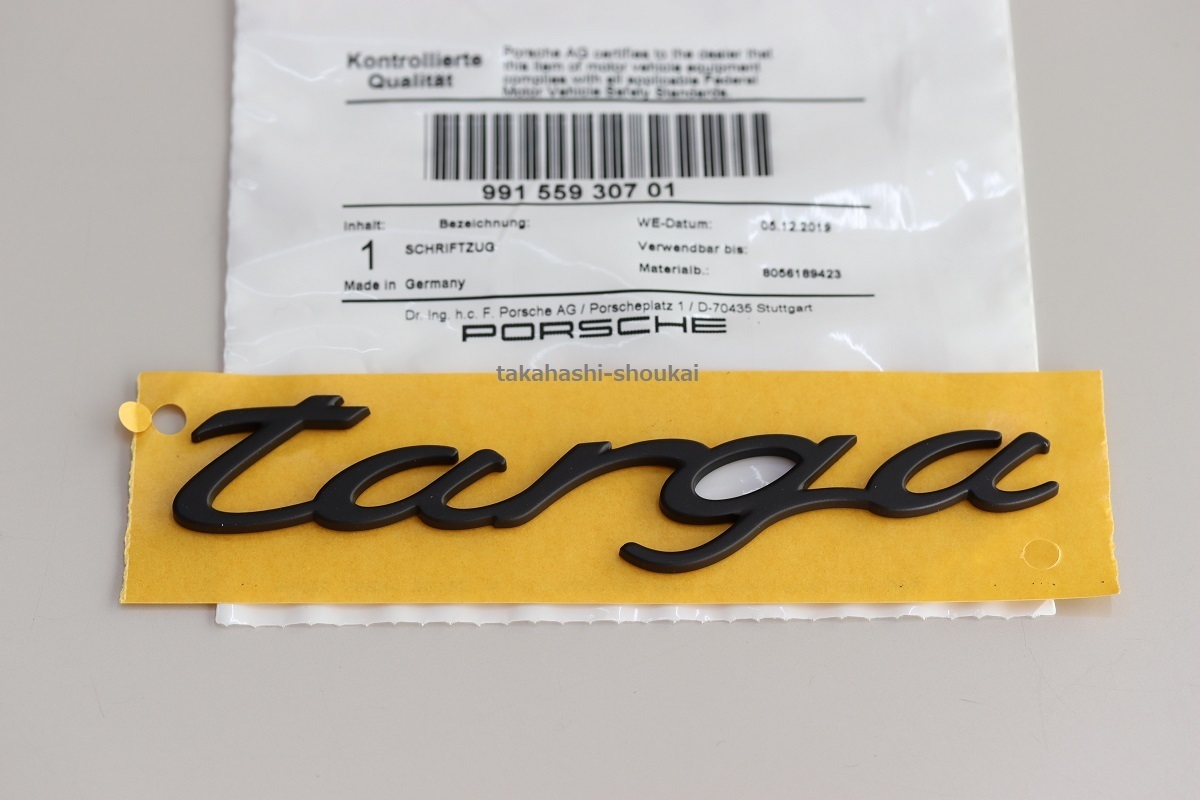 Kontrollierte
Qualität
Porsche AG certifies to the dealer that
this item of motor vehicle equipment
complies with all applicable Federal
Motor Vehicle Safety Standards.
991 559 307 01
Inhalt: Bezeichnung: WE-Datum: 05.12.2019
1 SCHRIFTZUG Verwendbar bis:
Materialb.: 8056189423
Made in Germany
Dr. Ing. h.c. F. Porsche AG / Porscheplatz 1 / D-70435 Stuttgart
PORSCHE
takahashi-shoukai
targa